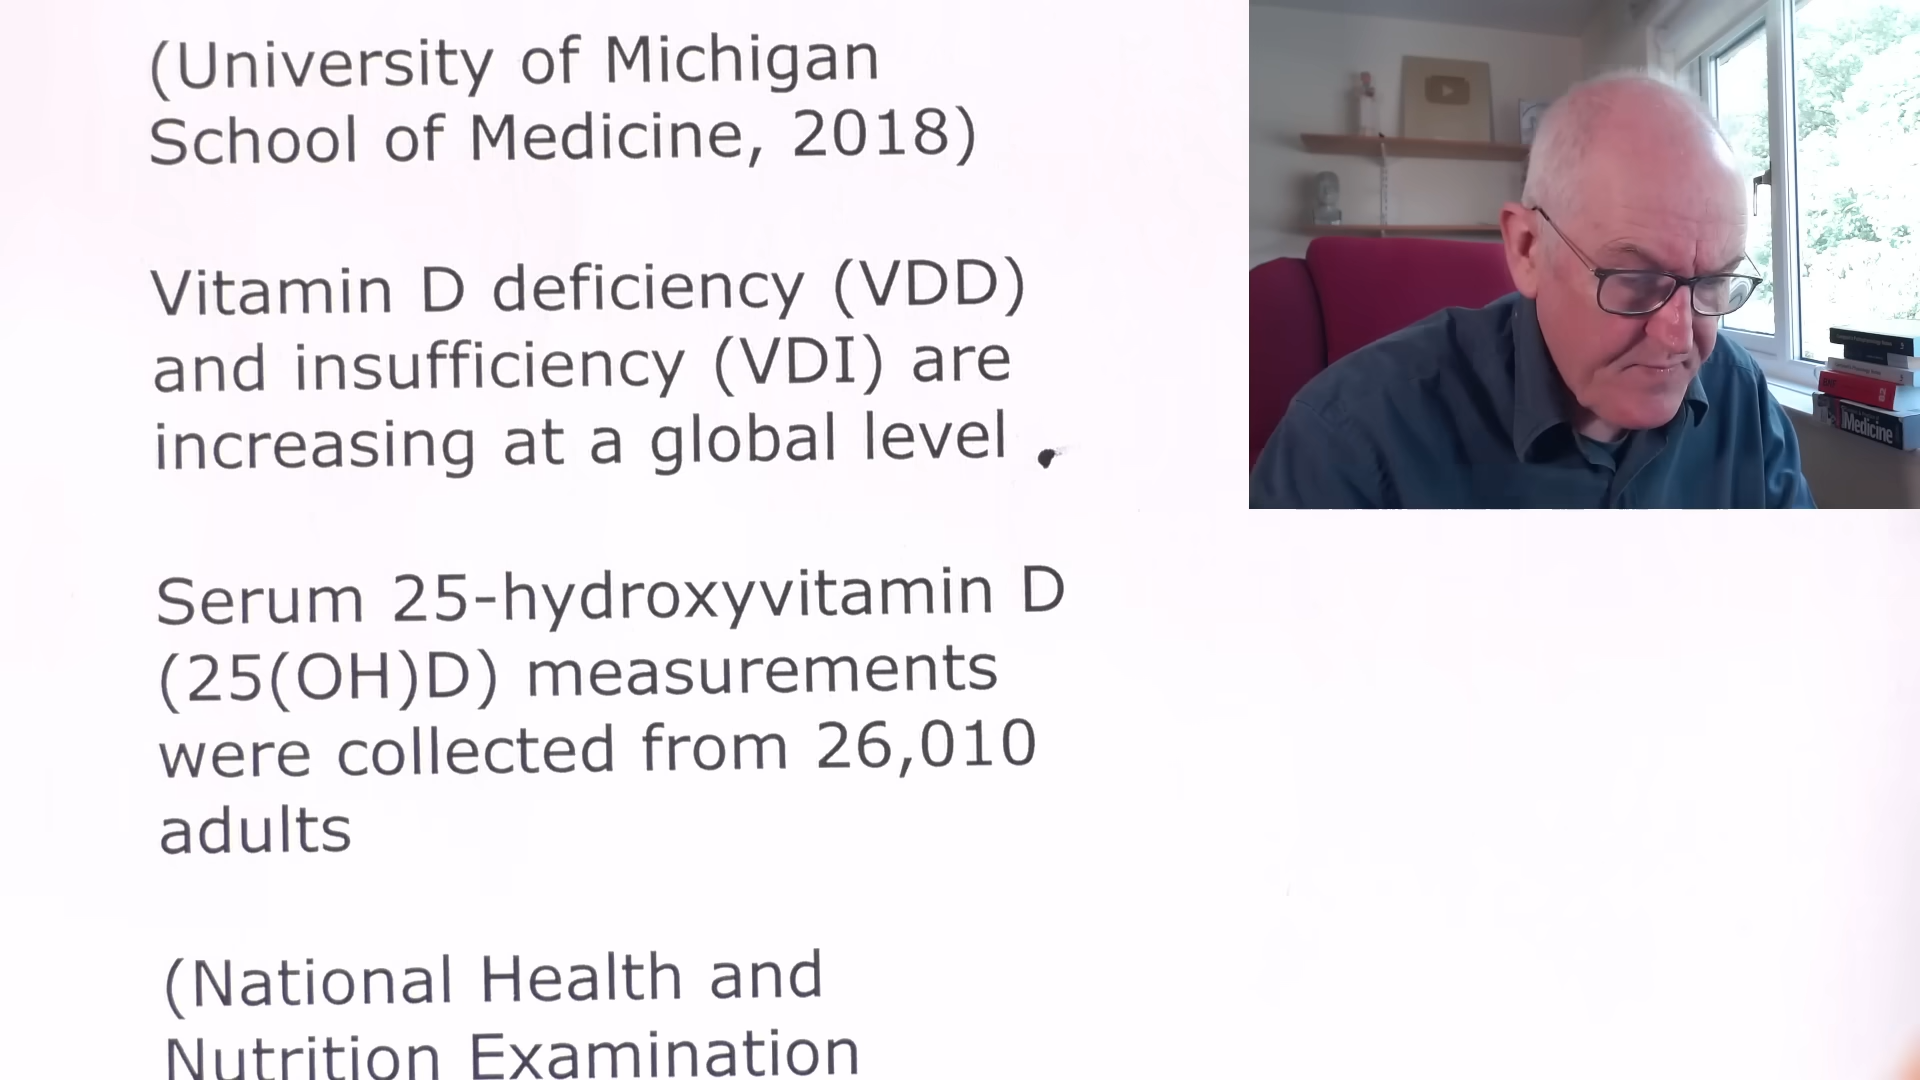 (University of Michigan
School of Medicine, 2018)
Vitamin D deficiency (VDD)
and insufficiency (VDI) are
increasing at a global level
Serum 25-hydroxyvitamin D
(25(OH)D) measurements
were collected from 26,010
adults
(National Health and
Nutrition Examination
Medicine